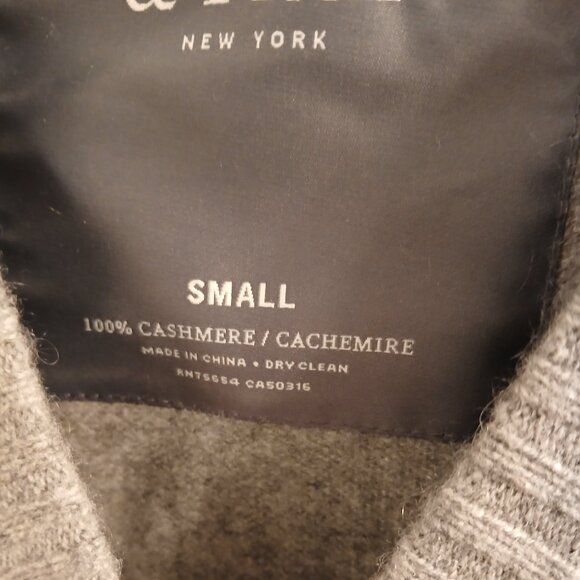 NEW YORK
SMALL
100% CASHMERE / CACHEMIRE
MADE IN CHINA • DRY CLEAN
RN75654 CA50316